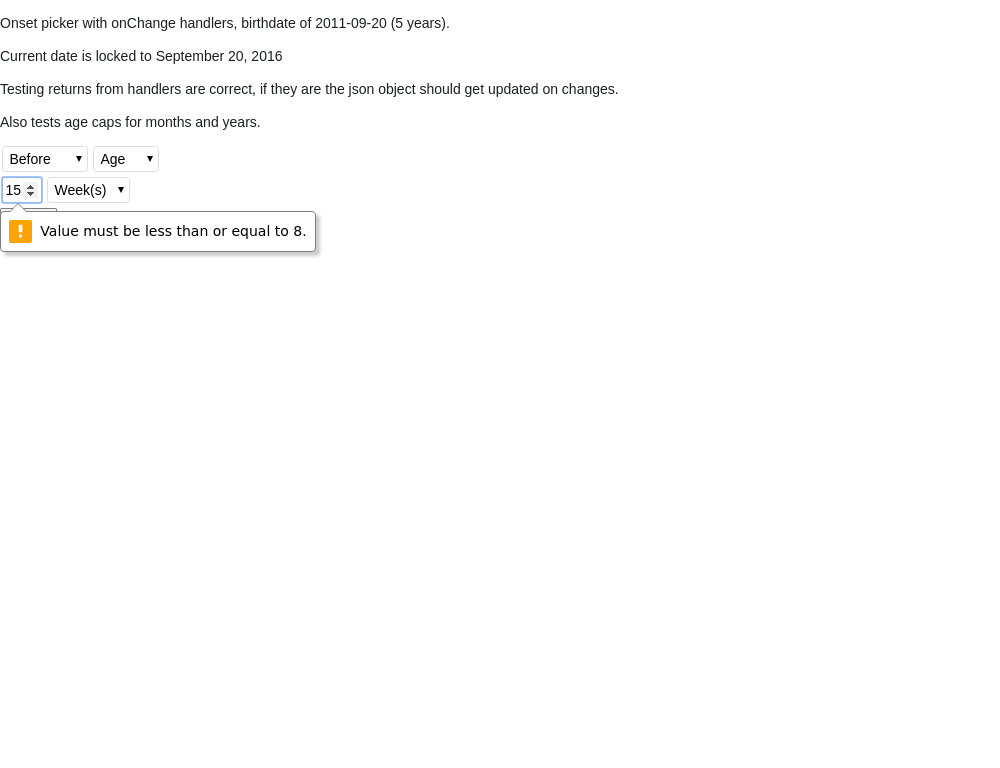 Onset picker with onChange handlers, birthdate of 2011-09-20 (5 years).
Current date is locked to September 20, 2016
Testing returns from handlers are correct, if they are the json object should get updated on changes.
Also tests age caps for months and years.
Before Age
15 Week(s)
Value must be less than or equal to 8.